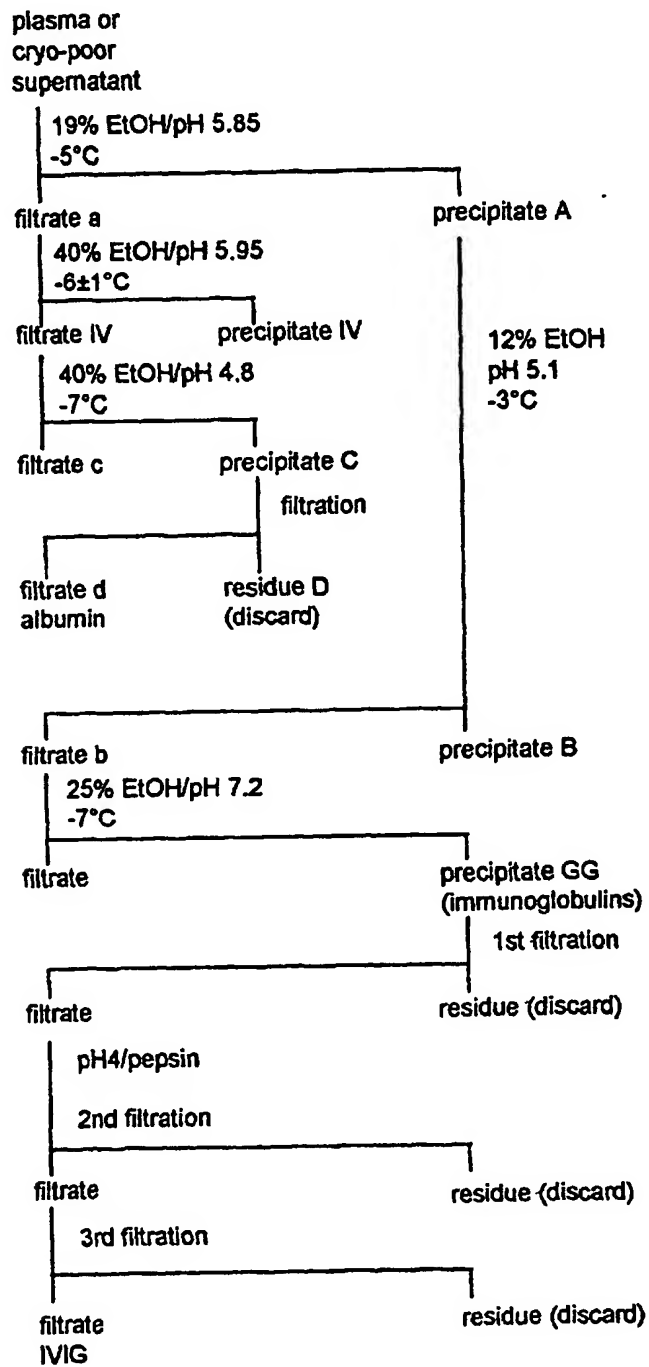 plasma or
cryo-poor
supernatant
19% EtOH/pH 5.85
-5°C
filtrate a
precipitate A
40% EtOH/pH 5.95
-6±1°C
filtrate IV
precipitate IV
12% EtOH
pH 5.1
-3°C
40% EtOH/pH 4.8
-7°C
filtrate c
precipitate C
filtration
filtrate d
albumin
residue D
(discard)
filtrate b
precipitate B
25% EtOH/pH 7.2
-7°C
filtrate
precipitate GG
(immunoglobulins)
1st filtration
filtrate
residue (discard)
pH4/pepsin
2nd filtration
filtrate
residue (discard)
3rd filtration
filtrate
IVIG
residue (discard)